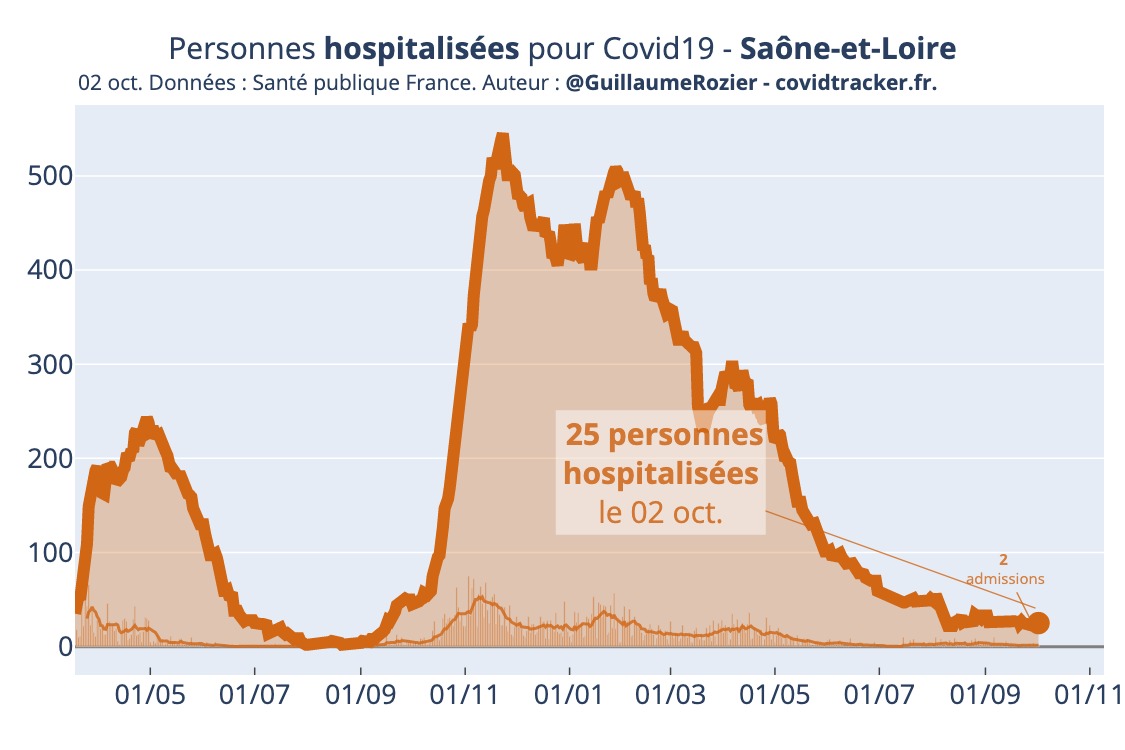 Personnes hospitalisées pour Covid19 - Saône-et-Loire
02 oct. Données : Santé publique France. Auteur : @GuillaumeRozier - covidtracker.fr.
500
400
300
200
100
0
25 personnes
hospitalisées
le 02 oct.
2
admissions
01/05 01/07 01/09 01/11 01/01 01/03 01/05 01/07 01/09 01/11